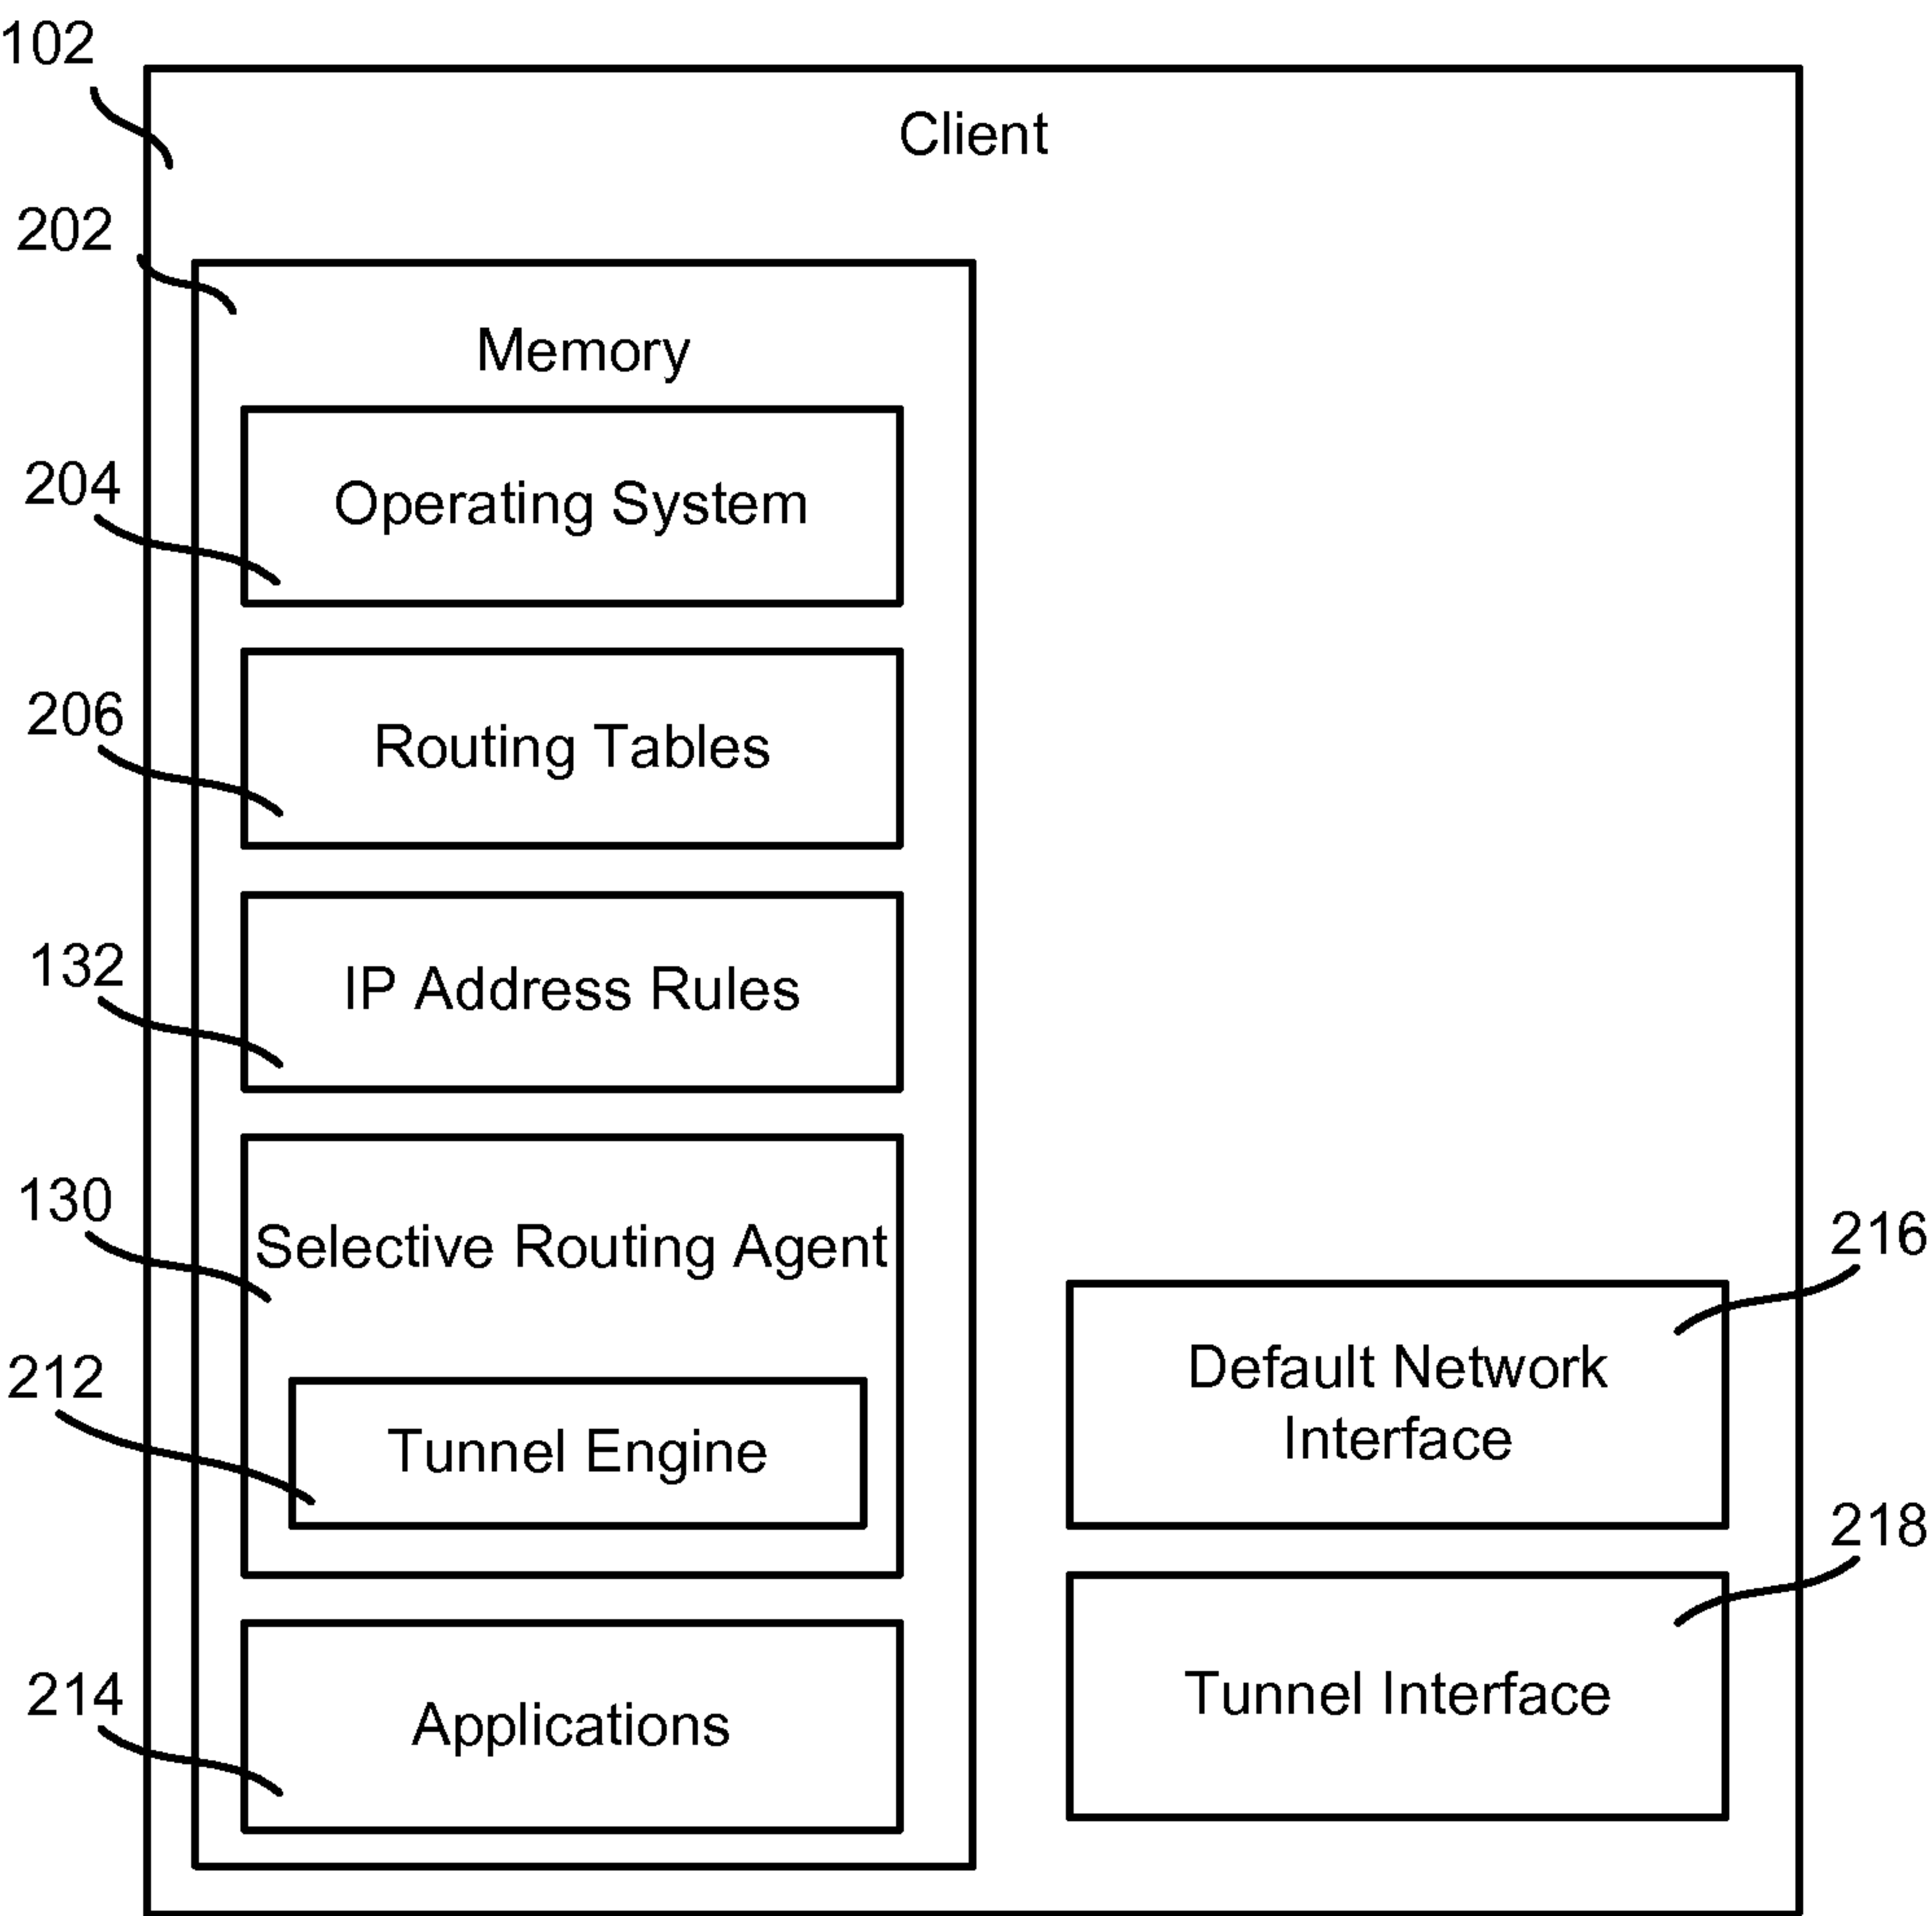 102
Client
202
Memory
204
Operating System
206
Routing Tables
132
IP Address Rules
130
Selective Routing Agent
212
Tunnel Engine
214
Applications
216
Default Network
Interface
218
Tunnel Interface